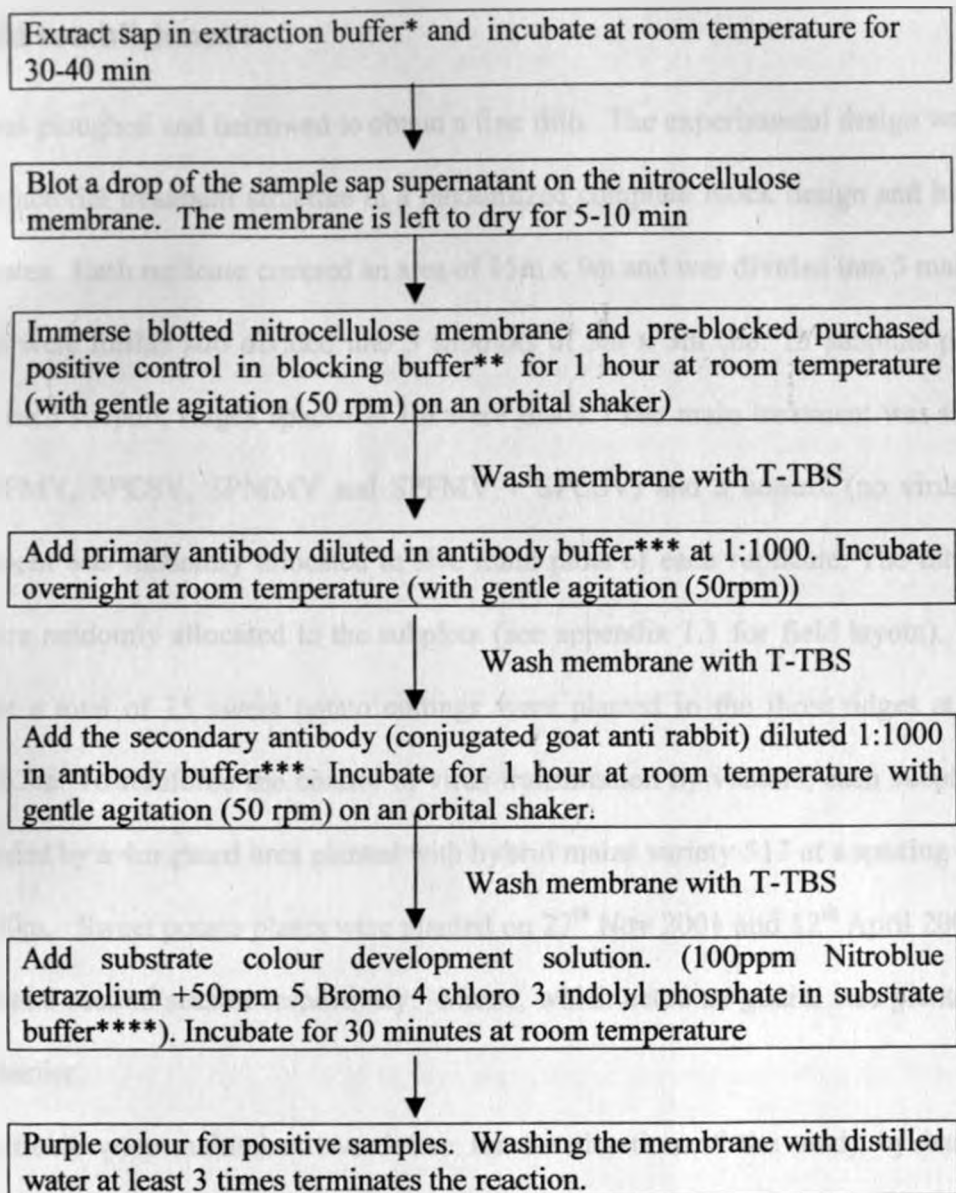 Extract sap in extraction buffer* and incubate at room temperature for
30-40 min
Blot a drop of the sample sap supernatant on the nitrocellulose
membrane. The membrane is left to dry for 5-10 min
Immerse blotted nitrocellulose membrane and pre-blocked purchased
positive control in blocking buffer** for 1 hour at room temperature
(with gentle agitation (50 rpm) on an orbital shaker)
Wash membrane with T-TBS
Add primary antibody diluted in antibody buffer*** at 1:1000. Incubate
overnight at room temperature (with gentle agitation (50rpm))
Wash membrane with T-TBS
Add the secondary antibody (conjugated goat anti rabbit) diluted 1:1000
in antibody buffer***. Incubate for 1 hour at room temperature with
gentle agitation (50 rpm) on an orbital shaker.
Wash membrane with T-TBS
Add substrate colour development solution. (100ppm Nitroblue
tetrazolium +50ppm 5 Bromo 4 chloro 3 indolyl phosphate in substrate
buffer****). Incubate for 30 minutes at room temperature
Purple colour for positive samples. Washing the membrane with distilled
water at least 3 times terminates the reaction.